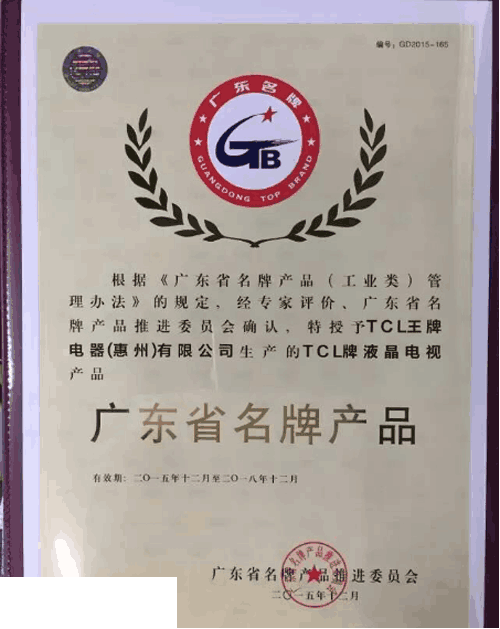 编号：GD2015-165
广东名牌
GB
GUANGDONG TOP BRAND
根据《广东省名牌产品（工业类）管
理办法》的规定，经专家评价、广东省名
牌产品推进委员会确认，特授予TCL王牌
电器(惠州)有限公司生产的TCL牌液晶电视
产品
广东省名牌产品
有效期：二〇一五年十二月至二〇一八年十二月
广东省名牌产品推进委员会
二〇一五年十二月